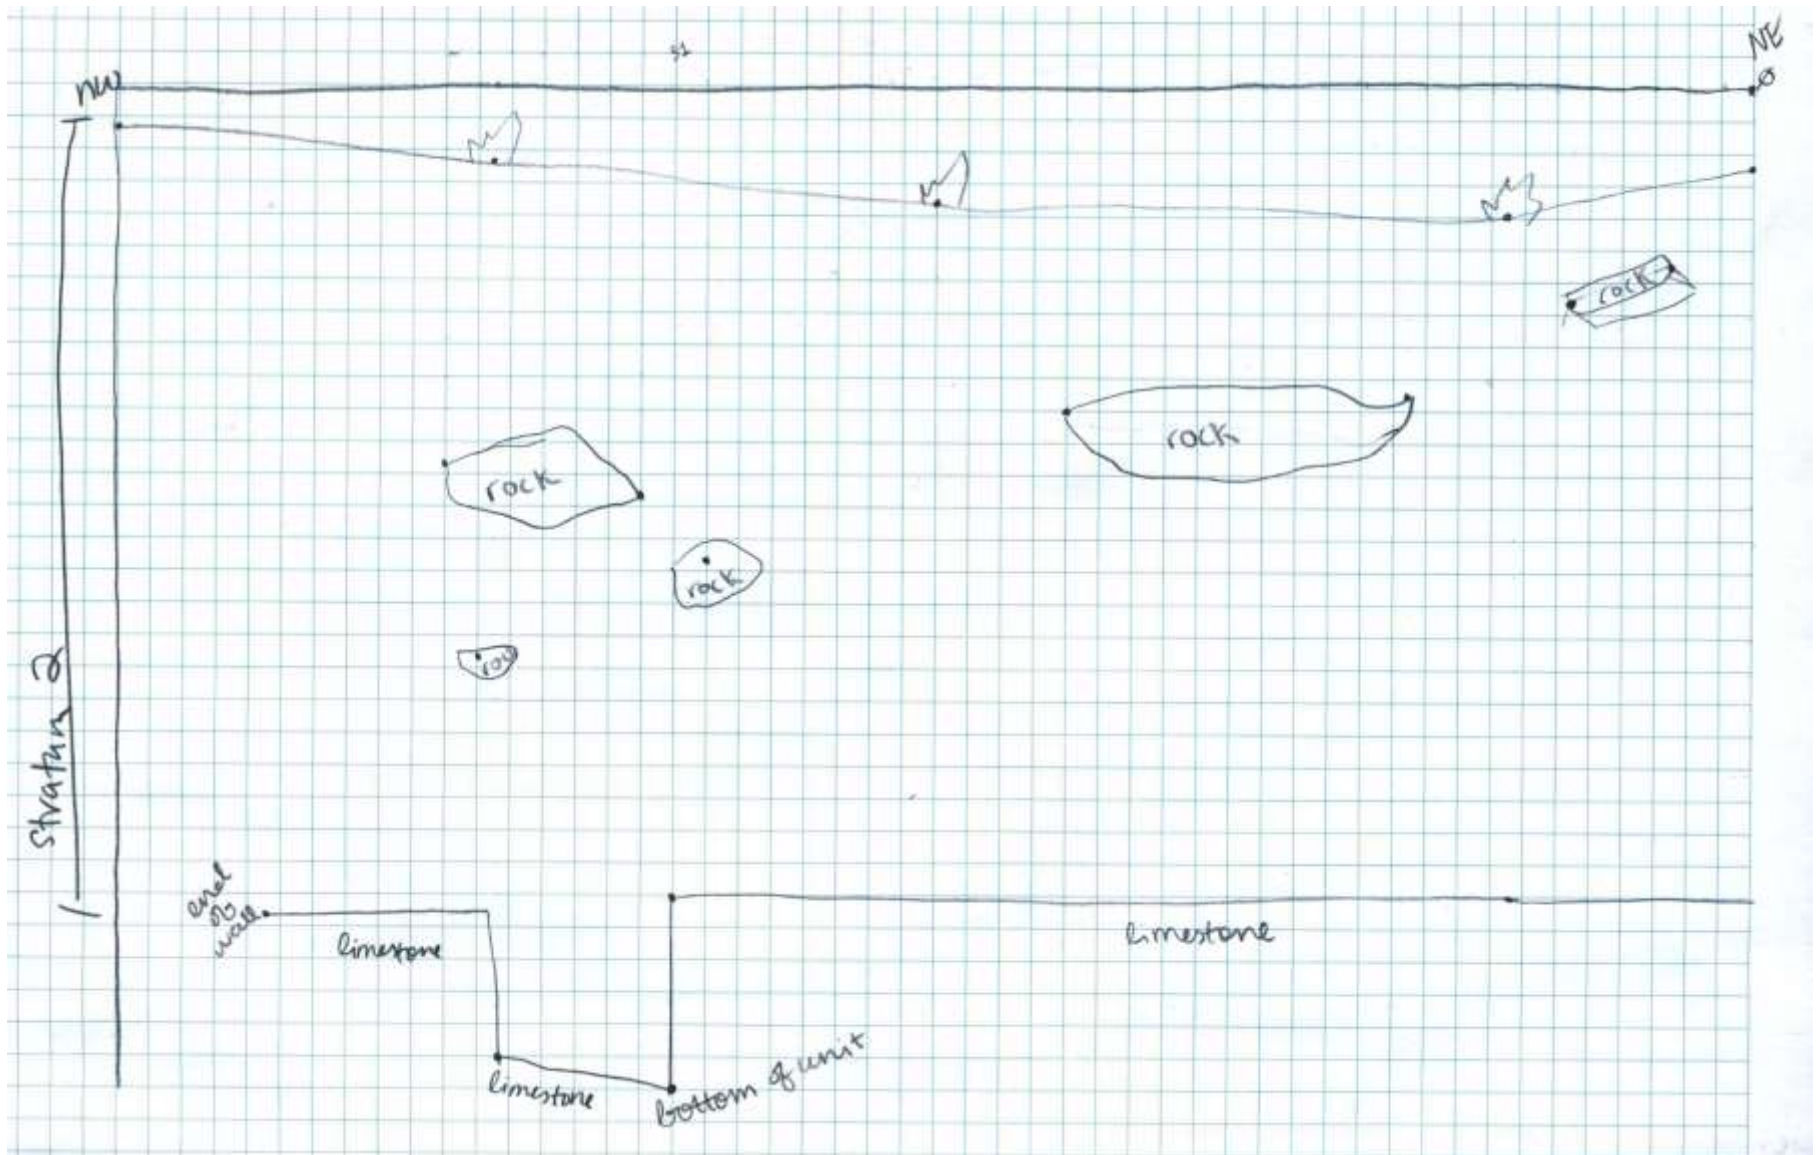 NW
NE
rock
rock
rock
rock
Stratum 2
end
of
wall
limestone
limestone
limestone
bottom of unit